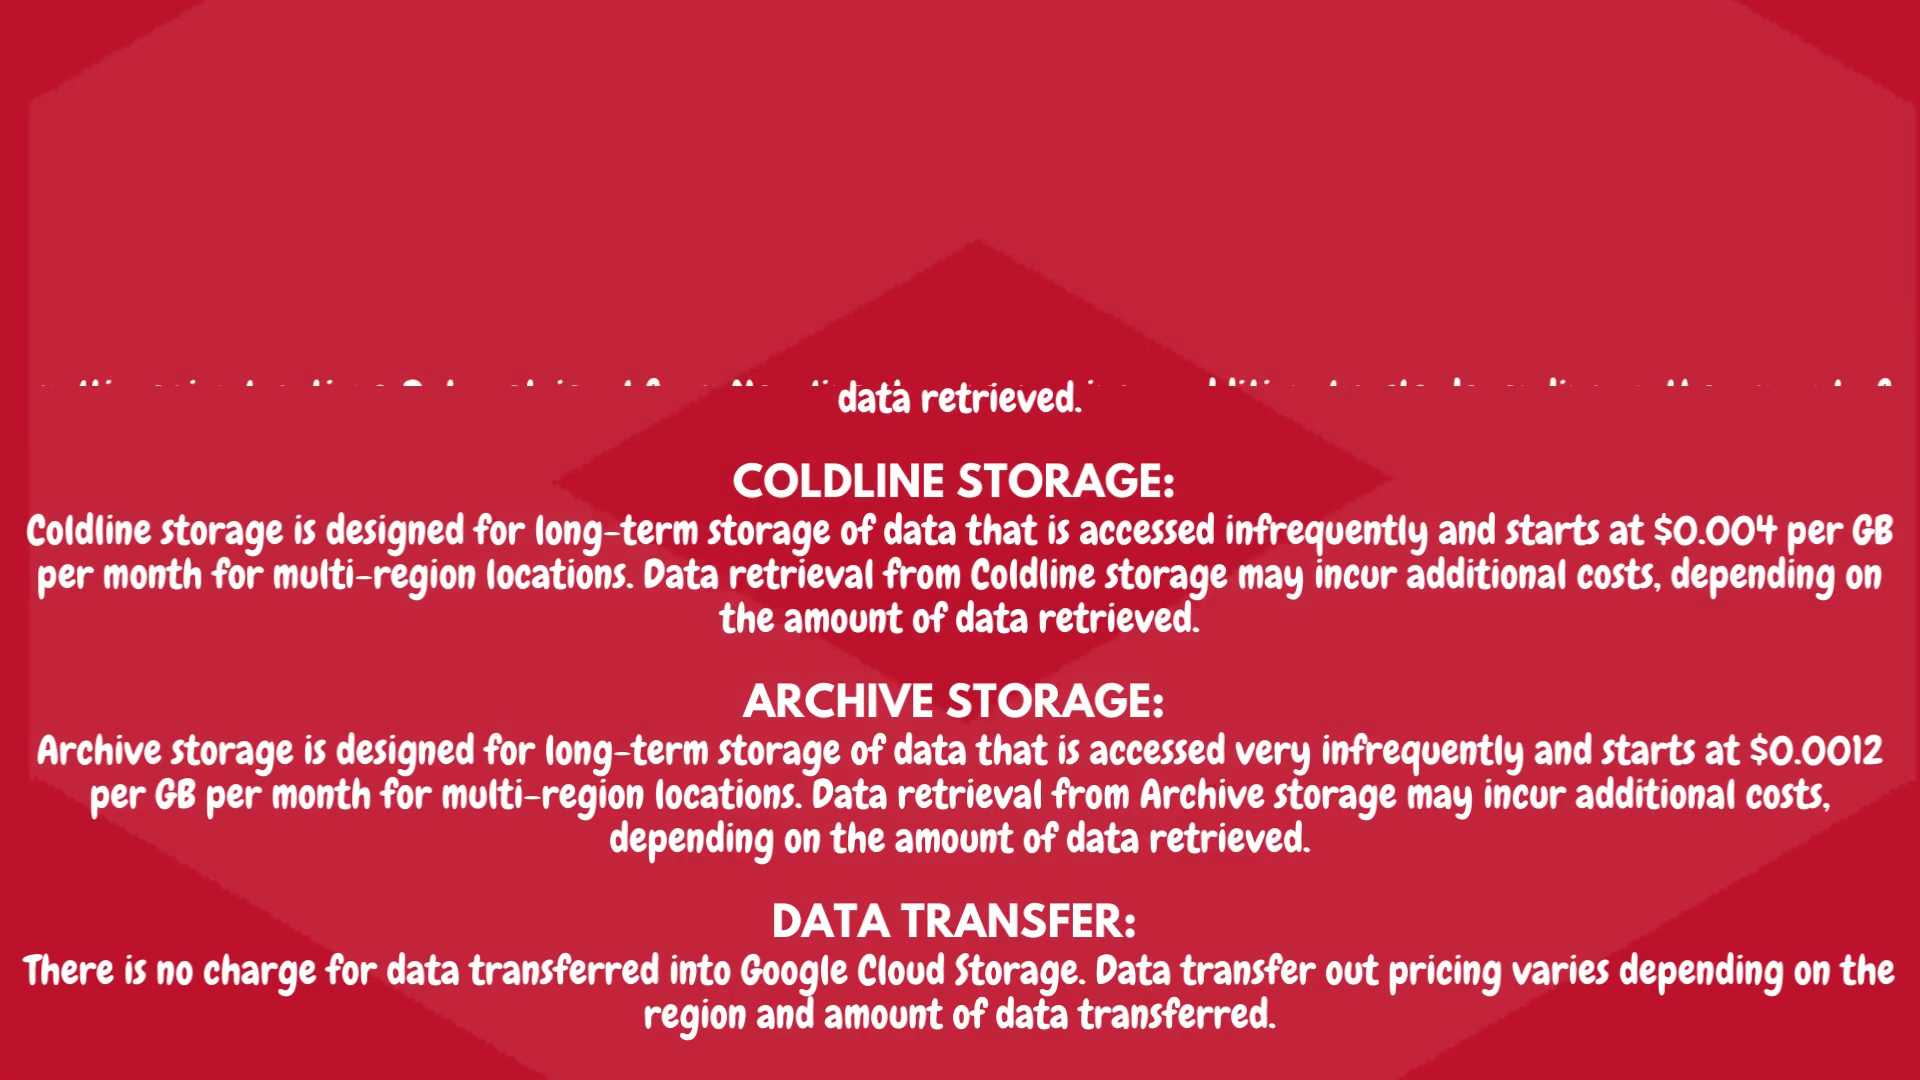 data retrieved.
COLDLINE STORAGE:
Coldline storage is designed for long-term storage of data that is accessed infrequently and starts at $0.004 per GB
per month for multi-region locations. Data retrieval from Coldline storage may incur additional costs, depending on
the amount of data retrieved.
ARCHIVE STORAGE:
Archive storage is designed for long-term storage of data that is accessed very infrequently and starts at $0.0012
per GB per month for multi-region locations. Data retrieval from Archive storage may incur additional costs,
depending on the amount of data retrieved.
DATA TRANSFER:
There is no charge for data transferred into Google Cloud Storage. Data transfer out pricing varies depending on the
region and amount of data transferred.